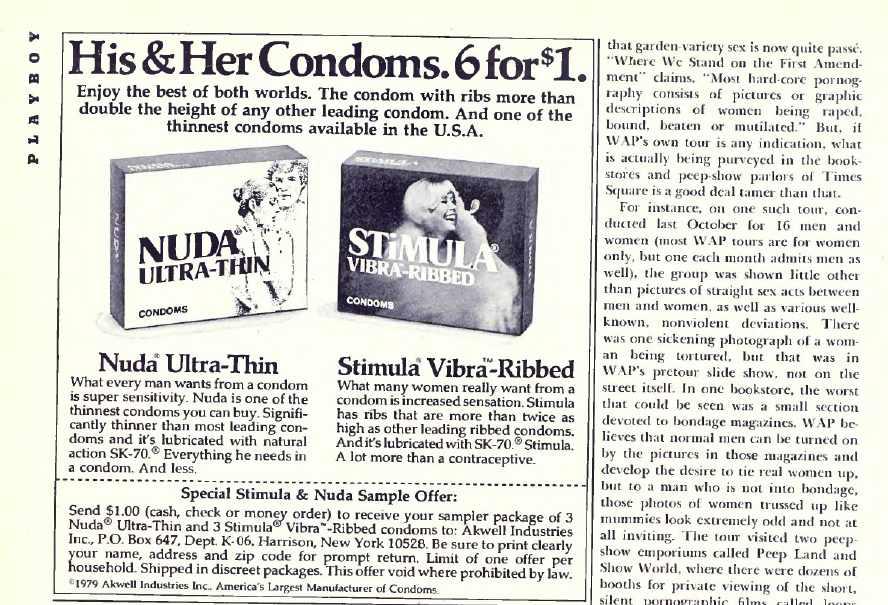 PLAYBOY
His & Her Condoms. 6 for $1.
Enjoy the best of both worlds. The condom with ribs more than
double the height of any other leading condom. And one of the
thinnest condoms available in the U.S.A.
NUDA®
ULTRA-THIN
CONDOMS
STiMULA®
STiMULA®
VIBRA-RIBBED
CONDOMS
Nuda® Ultra-Thin
What every man wants from a condom
is super sensitivity. Nuda is one of the
thinnest condoms you can buy. Signifi-
cantly thinner than most leading con-
doms and it's lubricated with natural
action SK-70.® Everything he needs in
a condom. And less.
Stimula® Vibra™-Ribbed
What many women really want from a
condom is increased sensation. Stimula
has ribs that are more than twice as
high as other leading ribbed condoms.
And it's lubricated with SK-70.® Stimula.
A lot more than a contraceptive.
Special Stimula & Nuda Sample Offer:
Send $1.00 (cash, check or money order) to receive your sampler package of 3
Nuda® Ultra-Thin and 3 Stimula® Vibra™-Ribbed condoms to: Akwell Industries
Inc., P.O. Box 647, Dept. K-06, Harrison, New York 10528. Be sure to print clearly
your name, address and zip code for prompt return. Limit of one offer per
household. Shipped in discreet packages. This offer void where prohibited by law.
©1979 Akwell Industries Inc., America's Largest Manufacturer of Condoms.
that garden-variety sex is now quite passé.
"Where We Stand on the First Amend-
ment" claims, "Most hard-core pornog-
raphy consists of pictures or graphic
descriptions of women being raped,
bound, beaten or mutilated." But, if
WAP's own tour is any indication, what
is actually being purveyed in the book-
stores and peep-show parlors of Times
Square is a good deal tamer than that.
For instance, on one such tour, con-
ducted last October for 16 men and
women (most WAP tours are for women
only, but one each month admits men as
well), the group was shown little other
than pictures of straight sex acts between
men and women, as well as various well-
known, nonviolent deviations. There
was one sickening photograph of a wom-
an being tortured, but that was in
WAP's pretour slide show, not on the
street itself. In one bookstore, the worst
that could be seen was a small section
devoted to bondage magazines. WAP be-
lieves that normal men can be turned on
by the pictures in those magazines and
develop the desire to tie real women up,
but to a man who is not into bondage,
those photos of women trussed up like
mummies look extremely odd and not at
all inviting. The tour visited two peep-
show emporiums called Peep Land and
Show World, where there were dozens of
booths for private viewing of the short,
silent pornographic films called loops